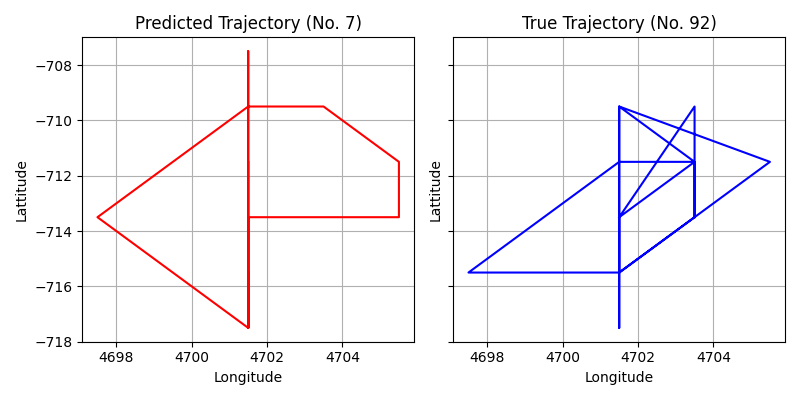 Predicted Trajectory (No. 7)
True Trajectory (No. 92)
Lattitude
−708
−710
−712
−714
−716
−718
4698 4700 4702 4704
Longitude
Lattitude
4698 4700 4702 4704
Longitude